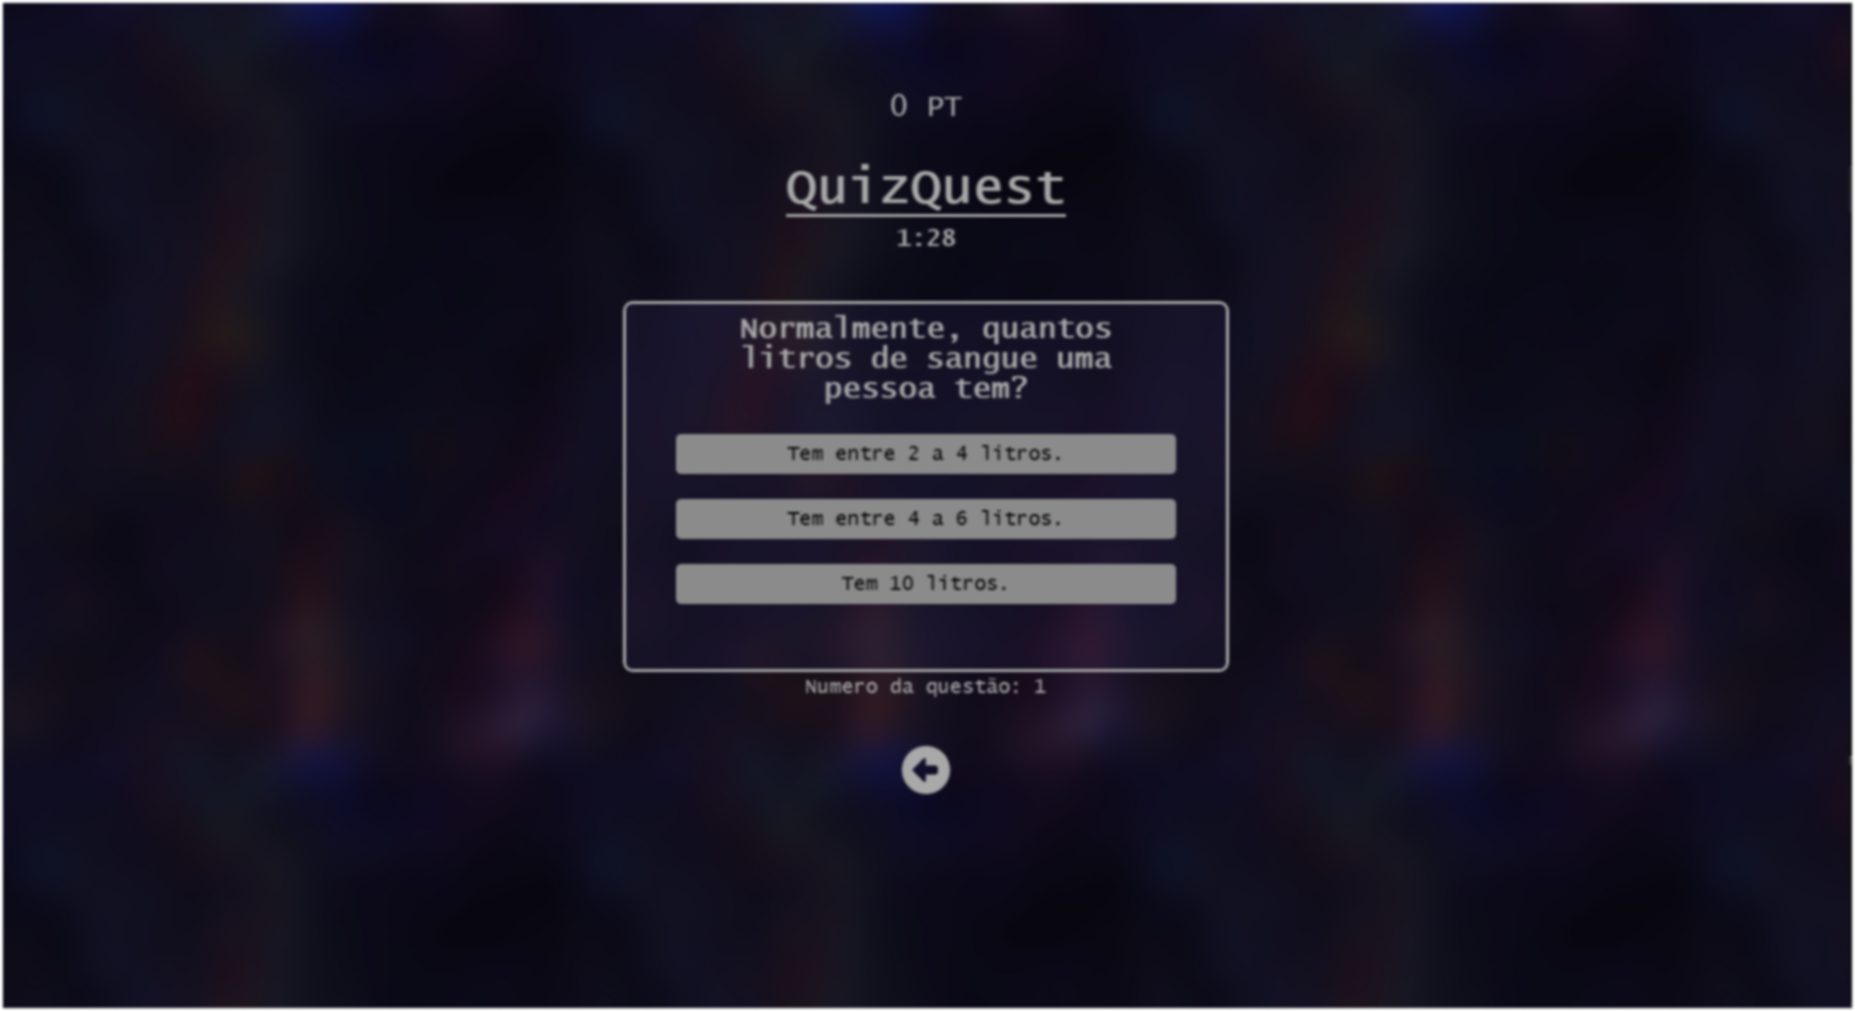 0 PT
QuizQuest
1:28
Normalmente, quantos
litros de sangue uma
pessoa tem?
Tem entre 2 a 4 litros.
Tem entre 4 a 6 litros.
Tem 10 litros.
Numero da questão: 1